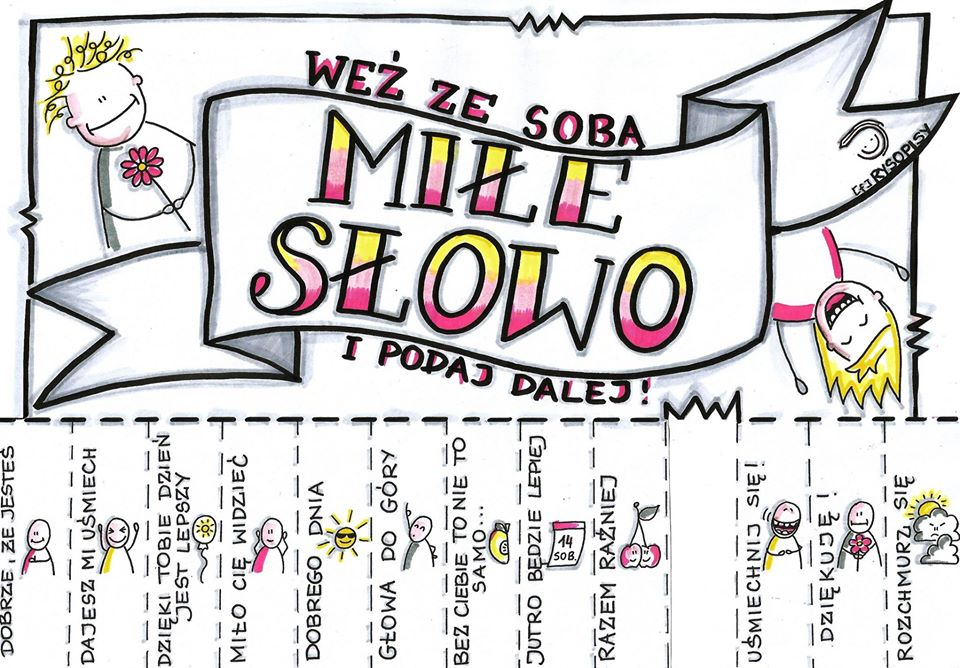 WEŹ ZE SOBĄ
MIŁE
SŁOWO
I PODAJ DALEJ!
[f] RYSOPISY
DOBRZE, ŻE JESTEŚ
DAJESZ MI UŚMIECH
DZIĘKI TOBIE DZIEŃ
JEST LEPSZY
MIŁO CIĘ WIDZIEĆ
DOBREGO DNIA
GŁOWA DO GÓRY
BEZ CIEBIE TO NIE TO
SAMO...
JUTRO BĘDZIE LEPIEJ
14
SOB.
RAZEM RAŹNIEJ
UŚMIECHNIJ SIĘ!
DZIĘKUJĘ!
ROZCHMURZ SIĘ